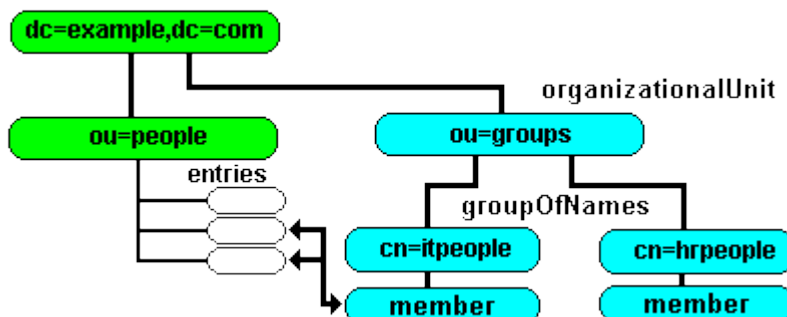 dc=example,dc=com
organizationalUnit
ou=people
ou=groups
entries
groupOfNames
cn=itpeople
cn=hrpeople
member
member